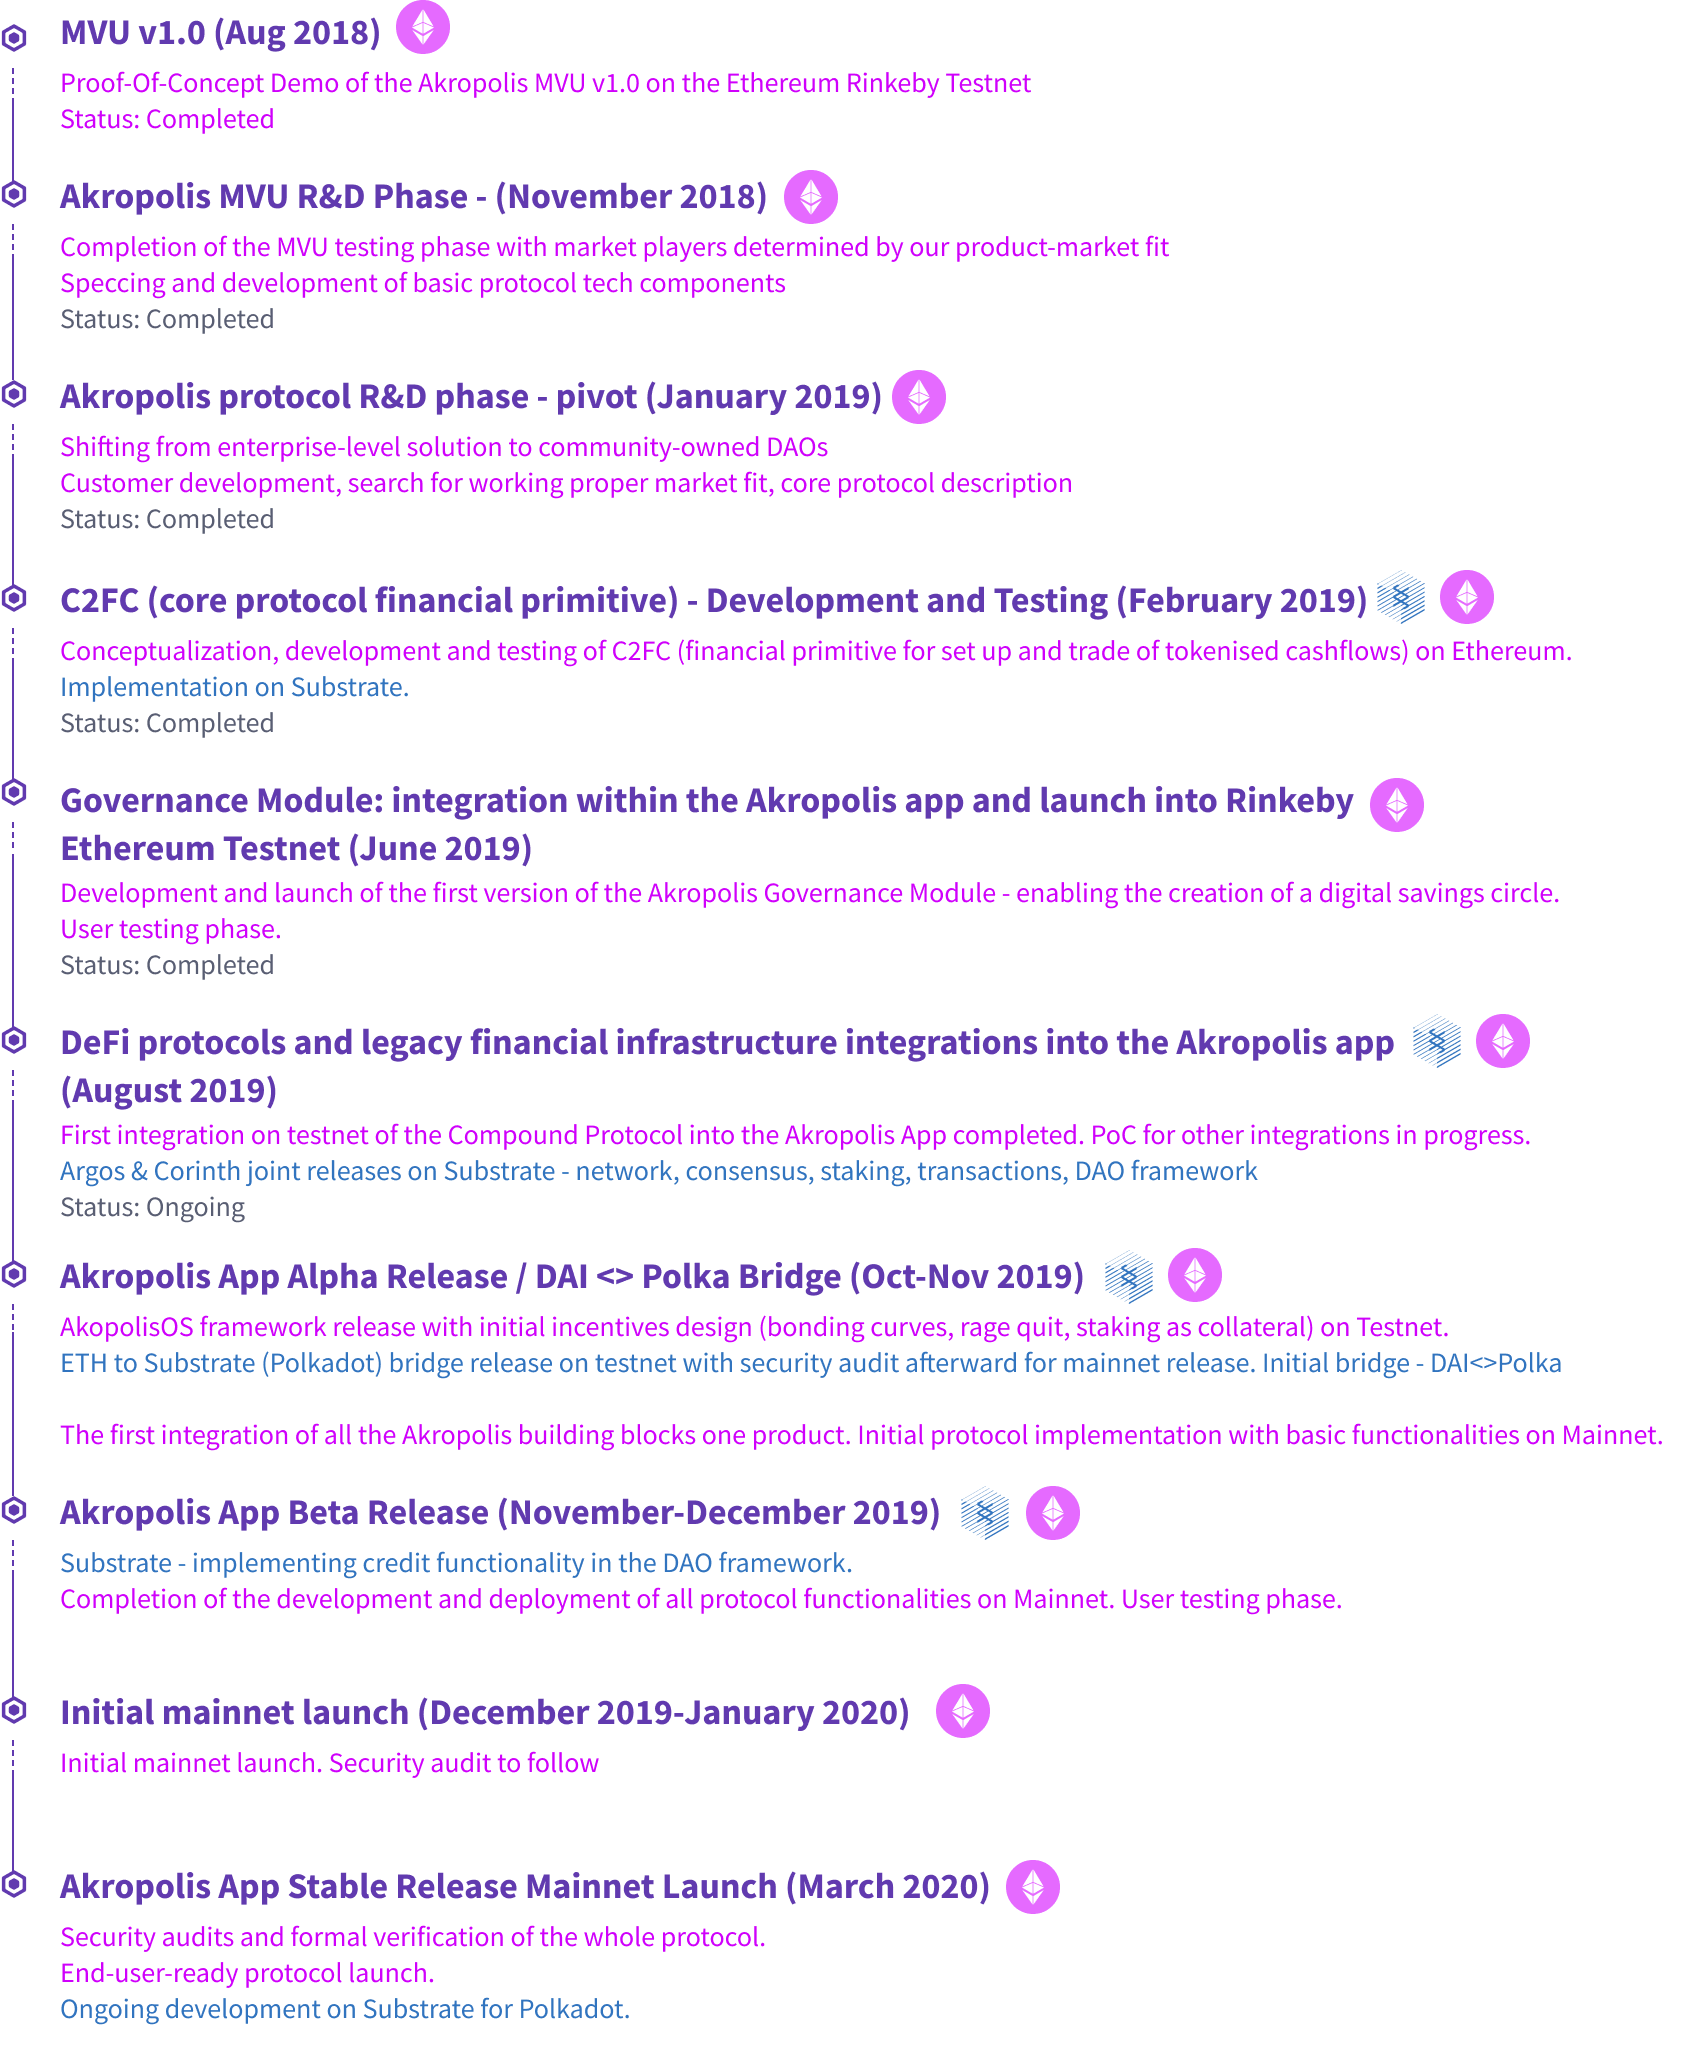 MVU v1.0 (Aug 2018)
Proof-Of-Concept Demo of the Akropolis MVU v1.0 on the Ethereum Rinkeby Testnet
Status: Completed
Akropolis MVU R&D Phase - (November 2018)
Completion of the MVU testing phase with market players determined by our product-market fit
Speccing and development of basic protocol tech components
Status: Completed
Akropolis protocol R&D phase - pivot (January 2019)
Shifting from enterprise-level solution to community-owned DAOs
Customer development, search for working proper market fit, core protocol description
Status: Completed
C2FC (core protocol financial primitive) - Development and Testing (February 2019)
Conceptualization, development and testing of C2FC (financial primitive for set up and trade of tokenised cashflows) on Ethereum.
Implementation on Substrate.
Status: Completed
Governance Module: integration within the Akropolis app and launch into Rinkeby
Ethereum Testnet (June 2019)
Development and launch of the first version of the Akropolis Governance Module - enabling the creation of a digital savings circle.
User testing phase.
Status: Completed
DeFi protocols and legacy financial infrastructure integrations into the Akropolis app
(August 2019)
First integration on testnet of the Compound Protocol into the Akropolis App completed. PoC for other integrations in progress.
Argos & Corinth joint releases on Substrate - network, consensus, staking, transactions, DAO framework
Status: Ongoing
Akropolis App Alpha Release / DAI <> Polka Bridge (Oct-Nov 2019)
AkopolisOS framework release with initial incentives design (bonding curves, rage quit, staking as collateral) on Testnet.
ETH to Substrate (Polkadot) bridge release on testnet with security audit afterward for mainnet release. Initial bridge - DAI<>Polka
The first integration of all the Akropolis building blocks one product. Initial protocol implementation with basic functionalities on Mainnet.
Akropolis App Beta Release (November-December 2019)
Substrate - implementing credit functionality in the DAO framework.
Completion of the development and deployment of all protocol functionalities on Mainnet. User testing phase.
Initial mainnet launch (December 2019-January 2020)
Initial mainnet launch. Security audit to follow
Akropolis App Stable Release Mainnet Launch (March 2020)
Security audits and formal verification of the whole protocol.
End-user-ready protocol launch.
Ongoing development on Substrate for Polkadot.